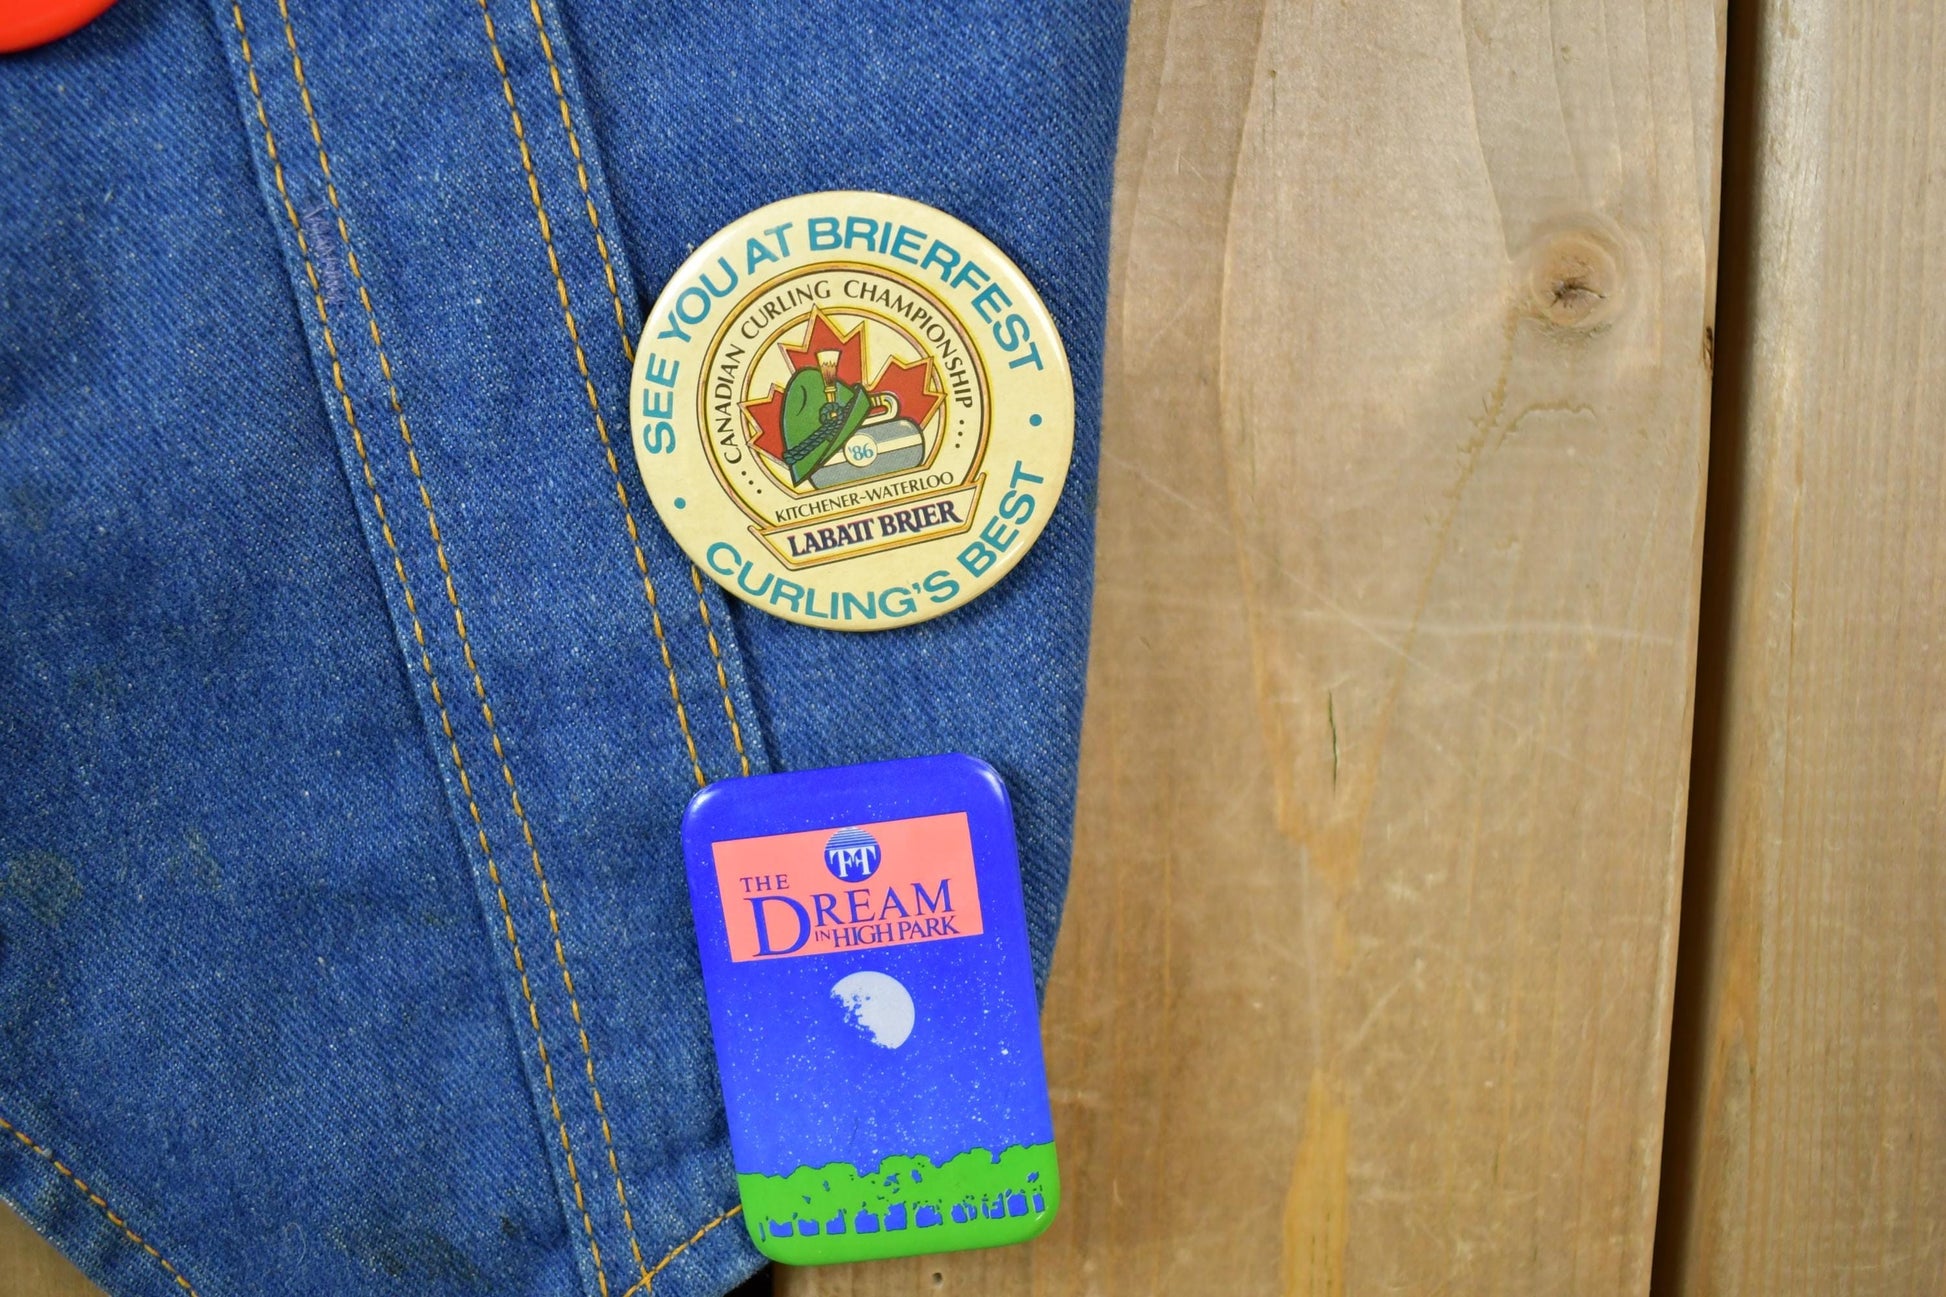 SEE YOU AT BRIERFEST
CANADIAN CURLING CHAMPIONSHIP
'86
KITCHENER-WATERLOO
LABATT BRIER
CURLING'S BEST
THE
DREAM
IN HIGH PARK